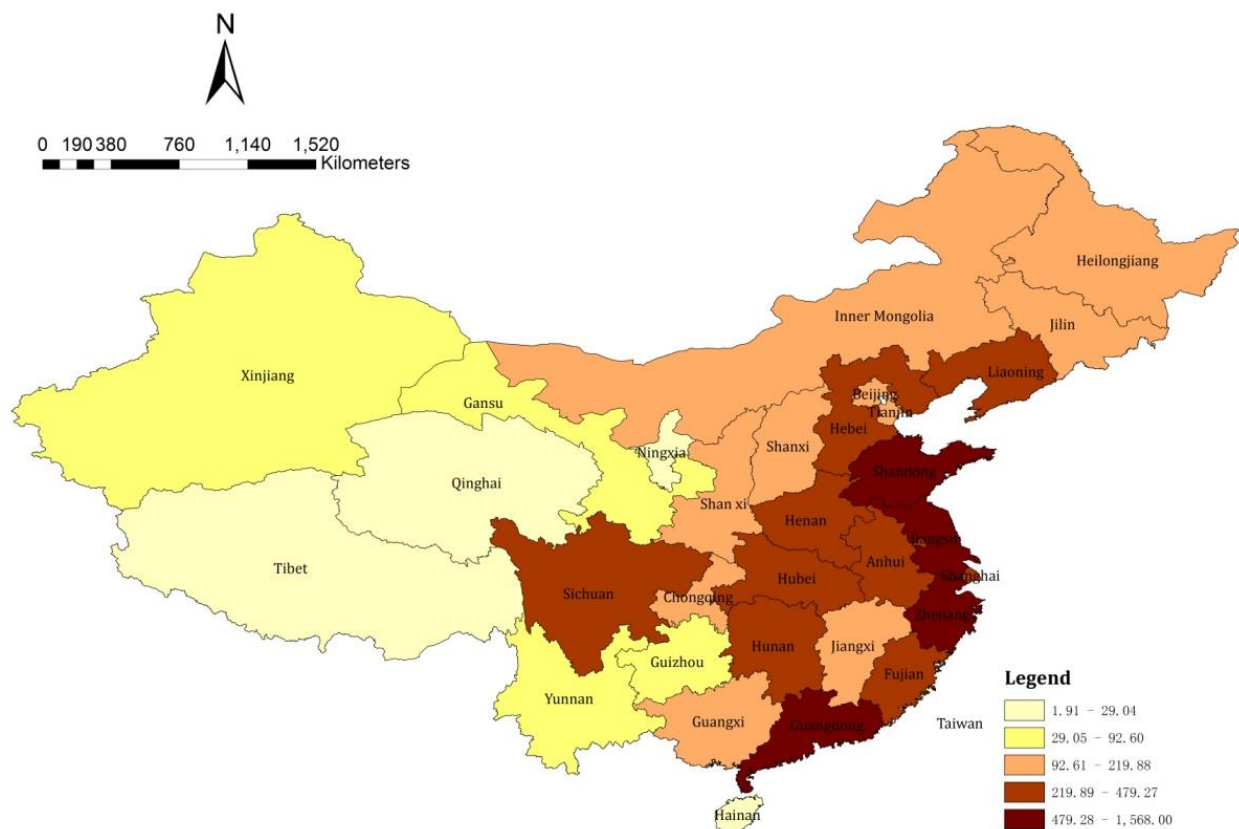 N
0 190 380 760 1,140 1,520
Kilometers
Heilongjiang
Inner Mongolia
Jilin
Xinjiang
Liaoning
Gansu
Beijing
Tianjin
Hebei
Shanxi
Ningxia
Shandong
Qinghai
Shan xi
Henan
Jiangsu
Anhui
Tibet
Shanghai
Hubei
Sichuan
Chongqing
Zhejiang
Hunan
Jiangxi
Guizhou
Fujian
Yunnan
Guangxi
Guangdong
Taiwan
Hainan
Legend
1.91 - 29.04
29.05 - 92.60
92.61 - 219.88
219.89 - 479.27
479.28 - 1,568.00